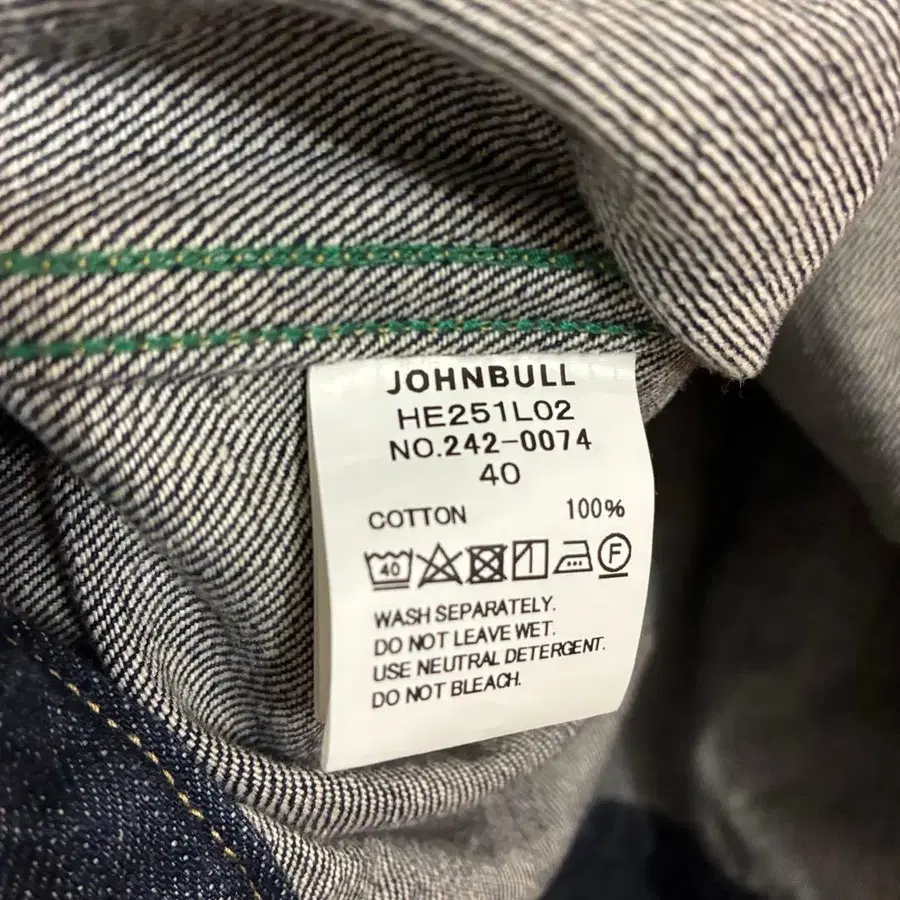 JOHNBULL
HE251L02
NO.242-0074
40
COTTON 100%
40 F
WASH SEPARATELY.
DO NOT LEAVE WET.
USE NEUTRAL DETERGENT.
DO NOT BLEACH.